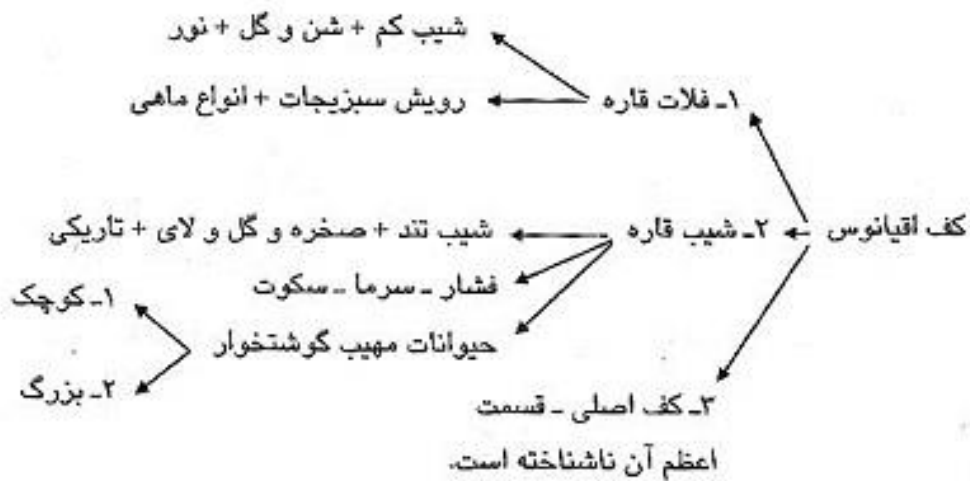 شیب کم + شن و گل + نور
۱ـ فلات قاره
رویش سبزیجات + انواع ماهی
کف اقیانوس
۲ـ شیب قاره
شیب تند + صخره و گل و لای + تاریکی
فشار ـ سرما ـ سکوت
حیوانات مهیب گوشتخوار
۱ـ کوچک
۲ـ بزرگ
۳ـ کف اصلی ـ قسمت
اعظم آن ناشناخته است.